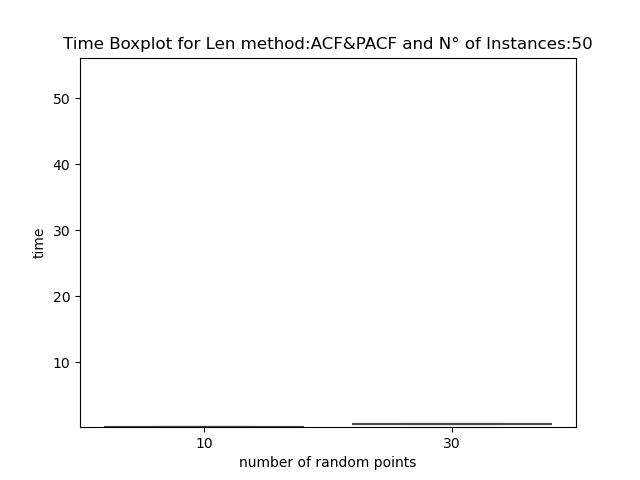 Time Boxplot for Len method:ACF&PACF and N° of Instances:50
50
40
30
20
10
time
10 30
number of random points